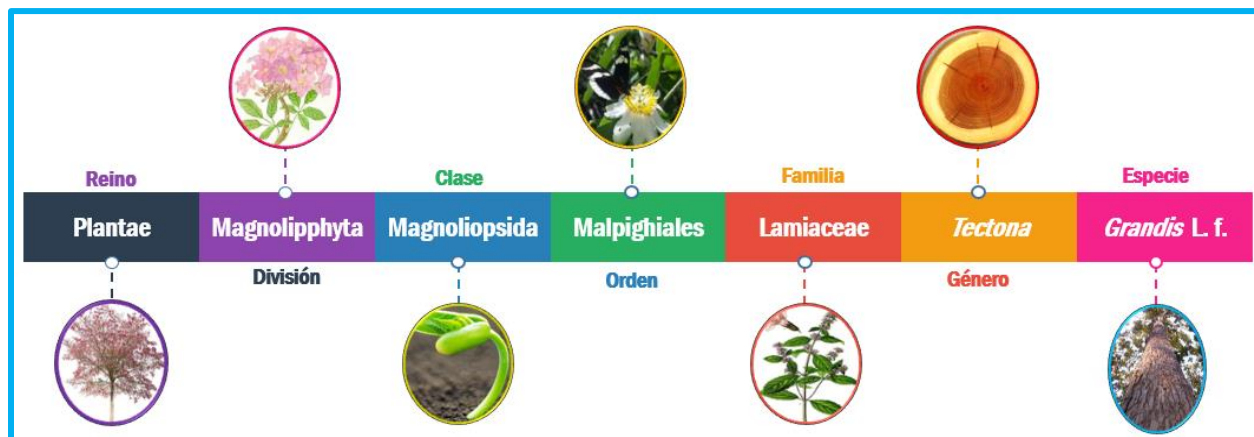 Reino
Clase
Familia
Especie
Plantae
Magnolipphyta
Magnoliopsida
Malpighiales
Lamiaceae
Tectona
Grandis L. f.
División
Orden
Género